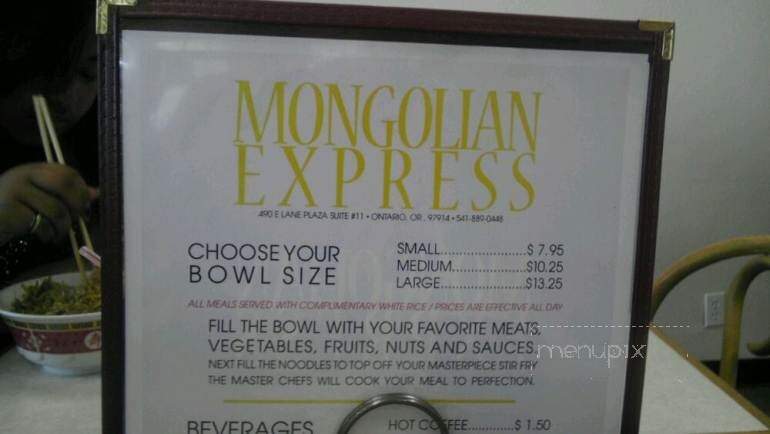 MONGOLIAN
EXPRESS
490 E LANE PLAZA SUITE #11 • ONTARIO, OR, 97914 • 541-889-0448
CHOOSE YOUR
BOWL SIZE
SMALL....................$ 7.95
MEDIUM.................$10.25
LARGE....................$13.25
ALL MEALS SERVED WITH COMPLIMENTARY WHITE RICE / PRICES ARE EFFECTIVE ALL DAY
FILL THE BOWL WITH YOUR FAVORITE MEATS,
VEGETABLES, FRUITS, NUTS AND SAUCES.
NEXT FILL THE NOODLES TO TOP OFF YOUR MASTERPIECE STIR FRY
THE MASTER CHEFS WILL COOK YOUR MEAL TO PERFECTION.
menupix
BEVERAGES
HOT COFFEE.............$ 1.50